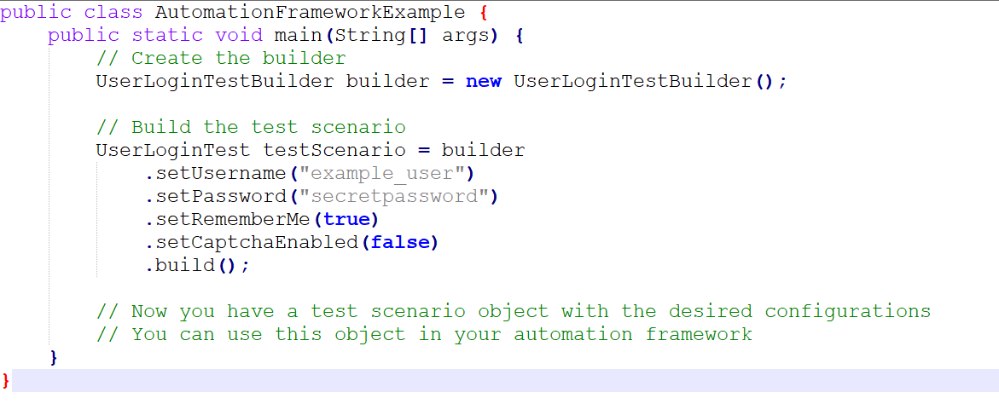 public class AutomationFrameworkExample {
    public static void main(String[] args) {
        // Create the builder
        UserLoginTestBuilder builder = new UserLoginTestBuilder();

        // Build the test scenario
        UserLoginTest testScenario = builder
            .setUsername("example_user")
            .setPassword("secretpassword")
            .setRememberMe(true)
            .setCaptchaEnabled(false)
            .build();

        // Now you have a test scenario object with the desired configurations
        // You can use this object in your automation framework
    }
}